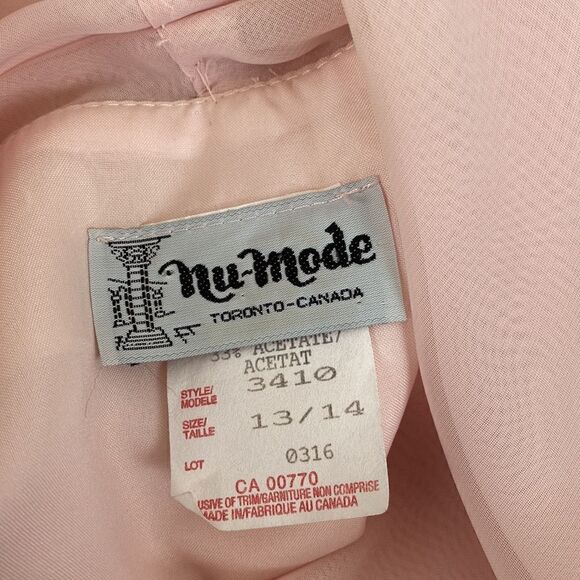 nu-mode
TORONTO-CANADA
33% ACETATE/
ACETAT
STYLE/
MODELE 3410
SIZE/
TAILLE 13/14
LOT 0316
CA 00770
USIVE OF TRIM/GARNITURE NON COMPRISE
MADE IN/FABRIQUE AU CANADA